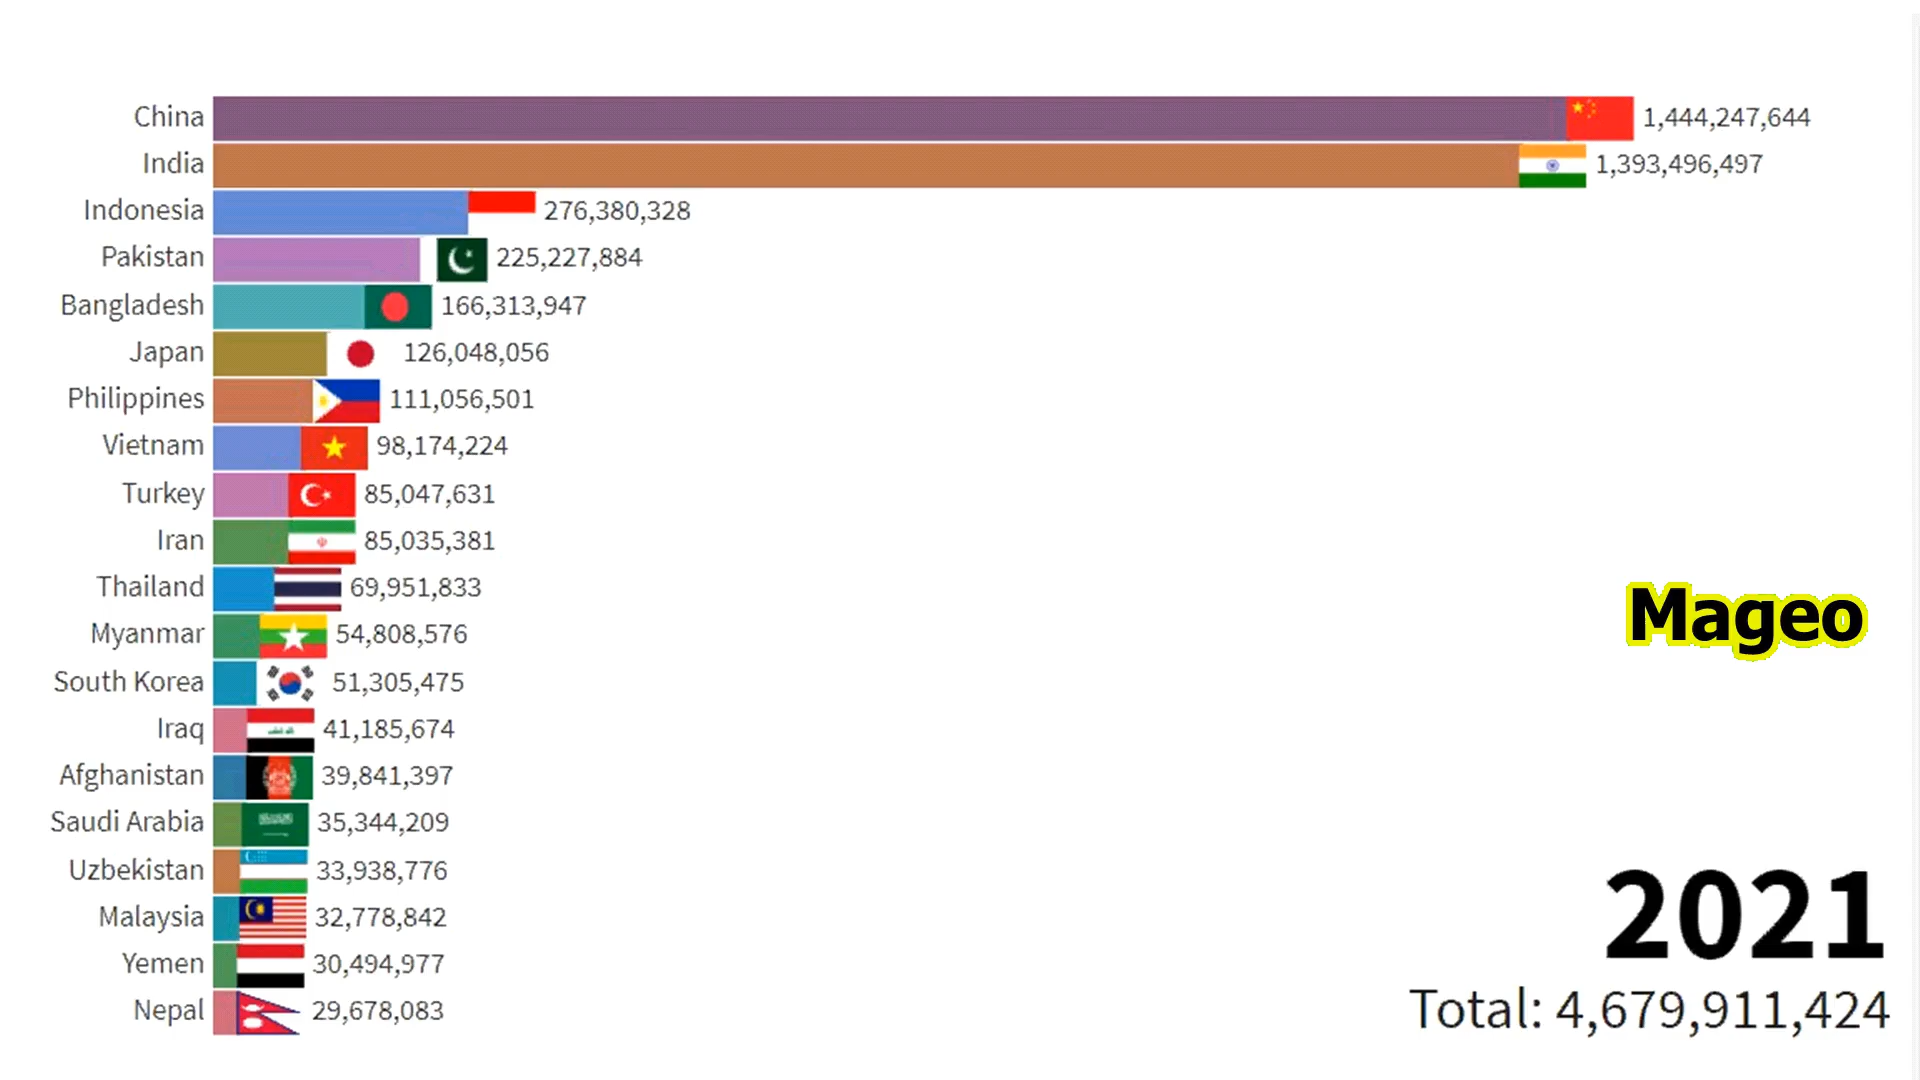 China 1,444,247,644
India 1,393,496,497
Indonesia 276,380,328
Pakistan 225,227,884
Bangladesh 166,313,947
Japan 126,048,056
Philippines 111,056,501
Vietnam 98,174,224
Turkey 85,047,631
Iran 85,035,381
Thailand 69,951,833
Myanmar 54,808,576
South Korea 51,305,475
Iraq 41,185,674
Afghanistan 39,841,397
Saudi Arabia 35,344,209
Uzbekistan 33,938,776
Malaysia 32,778,842
Yemen 30,494,977
Nepal 29,678,083
Mageo
2021
Total: 4,679,911,424